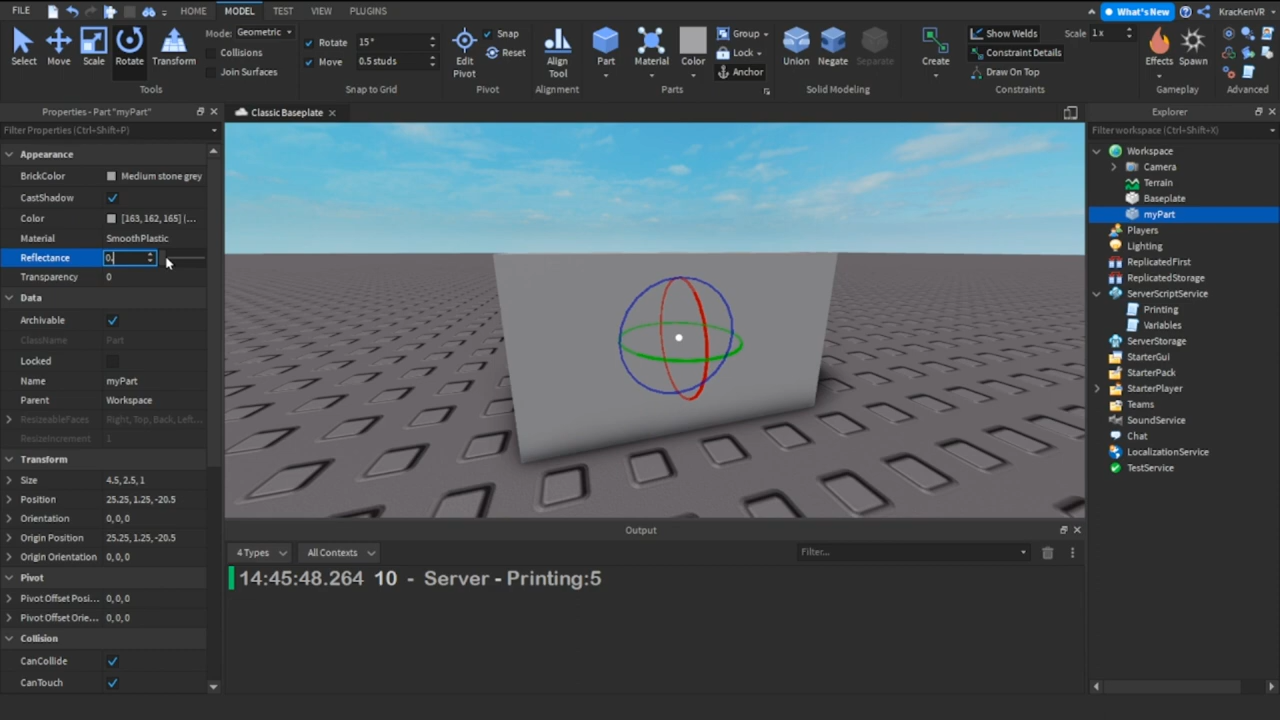 FILE HOME MODEL TEST VIEW PLUGINS What's New KracKenVR
Select Move Scale Rotate Transform
Mode: Geometric
Collisions
Join Surfaces
Tools
Rotate 15°
Move 0.5 studs
Snap to Grid
Edit Pivot
Snap
Reset
Pivot
Align Tool
Alignment
Part Material Color
Group
Lock
Anchor
Parts
Union Negate Separate
Solid Modeling
Create
Show Welds
Scale 1x
Constraint Details
Draw On Top
Constraints
Effects Spawn
Gameplay
Advanced
Properties - Part "myPart"
Filter Properties (Ctrl+Shift+P)
Appearance
BrickColor Medium stone grey
CastShadow
Color [163, 162, 165] (...
Material SmoothPlastic
Reflectance 0.
Transparency 0
Data
Archivable
ClassName Part
Locked
Name myPart
Parent Workspace
ResizeableFaces Right, Top, Back, Left...
ResizeIncrement 1
Transform
Size 4.5, 2.5, 1
Position 25.25, 1.25, -20.5
Orientation 0, 0, 0
Origin Position 25.25, 1.25, -20.5
Origin Orientation 0, 0, 0
Pivot
Pivot Offset Posi... 0, 0, 0
Pivot Offset Orie... 0, 0, 0
Collision
CanCollide
CanTouch
Classic Baseplate
Output
4 Types All Contexts Filter...
14:45:48.264 10 - Server - Printing:5
Explorer
Filter workspace (Ctrl+Shift+X)
Workspace
Camera
Terrain
Baseplate
myPart
Players
Lighting
ReplicatedFirst
ReplicatedStorage
ServerScriptService
Printing
Variables
ServerStorage
StarterGui
StarterPack
StarterPlayer
Teams
SoundService
Chat
LocalizationService
TestService